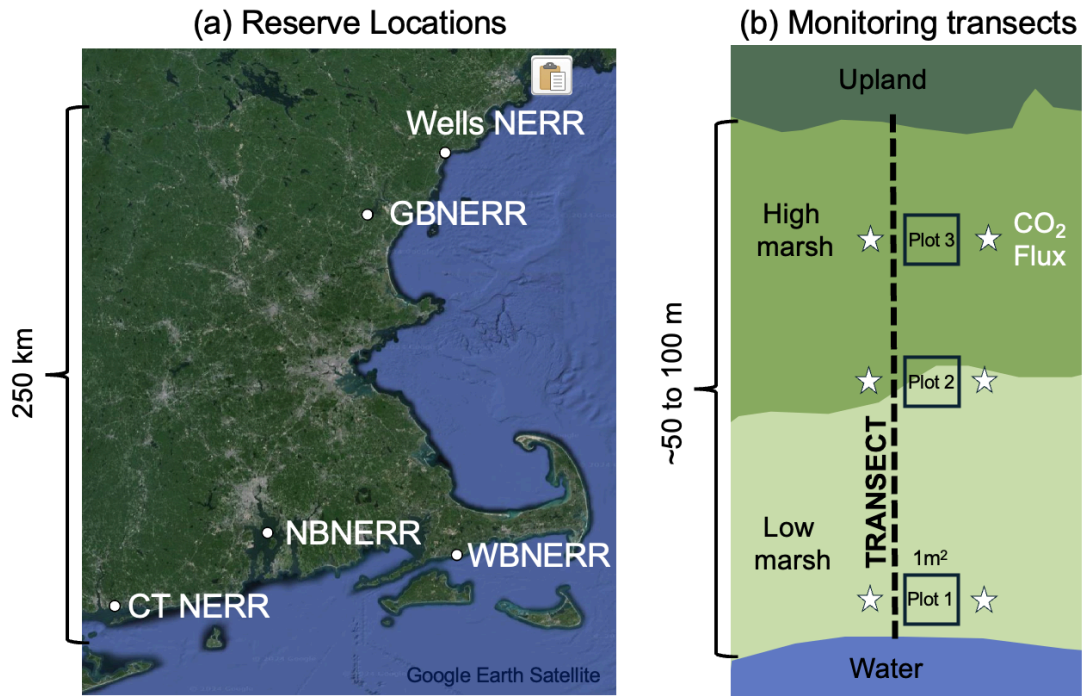 (a) Reserve Locations
250 km
Wells NERR
GBNERR
NBNERR
WBNERR
CT NERR
Google Earth Satellite
(b) Monitoring transects
~50 to 100 m
Upland
High
marsh
Plot 3
CO₂
Flux
Plot 2
TRANSECT
Low
marsh
1m²
Plot 1
Water